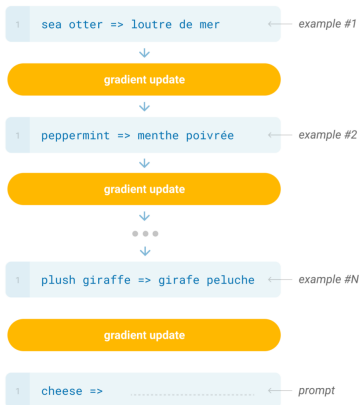 1 sea otter => loutre de mer ← example #1
↓
gradient update
↓
1 peppermint => menthe poivrée ← example #2
↓
gradient update
↓
•••
↓
1 plush giraffe => girafe peluche ← example #N
gradient update
1 cheese => ........................ ← prompt